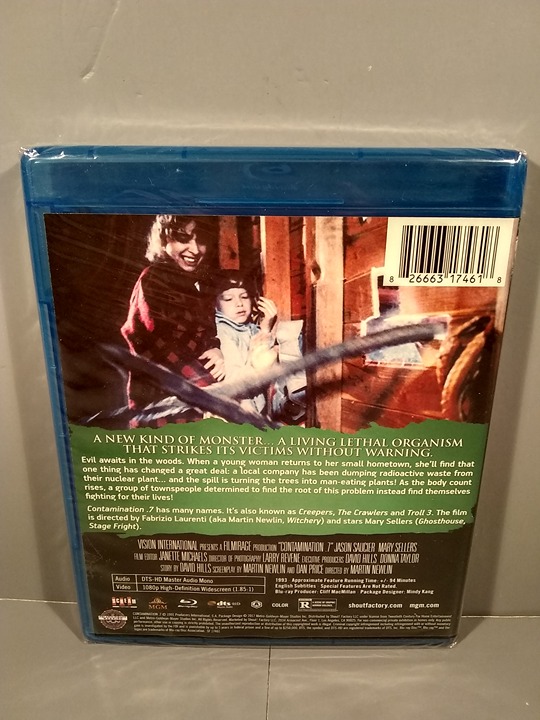 8 26663 17461 8
A NEW KIND OF MONSTER... A LIVING LETHAL ORGANISM
THAT STRIKES ITS VICTIMS WITHOUT WARNING.
Evil awaits in the woods. When a young woman returns to her small hometown, she'll find that
one thing has changed a great deal: a local company has been dumping radioactive waste from
their nuclear plant... and the spill is turning the trees into man-eating plants! As the body count
rises, a group of townspeople determined to find the root of this problem instead find themselves
fighting for their lives!
Contamination .7 has many names. It's also known as Creepers, The Crawlers and Troll 3. The film
is directed by Fabrizio Laurenti (aka Martin Newlin, Witchery) and stars Mary Sellers (Ghosthouse,
Stage Fright).
VISION INTERNATIONAL PRESENTS A FILMIRAGE PRODUCTION "CONTAMINATION .7" JASON SAUCIER MARY SELLERS
FILM EDITOR JANETTE MICHAELS DIRECTOR OF PHOTOGRAPHY LARRY REVENE EXECUTIVE PRODUCERS DAVID HILLS DONNA TAYLOR
STORY BY DAVID HILLS SCREENPLAY BY MARTIN NEWLIN AND DAN PRICE DIRECTED BY MARTIN NEWLIN
Audio DTS-HD Master Audio Mono
Video 1080p High-Definition Widescreen (1.85:1)
1993 Approximate Feature Running Time: +/- 94 Minutes
English Subtitles Special Features Are Not Rated.
Blu-ray Producer: Cliff MacMillan Package Designer: Mindy Kang
MGM dts COLOR R RESTRICTED shoutfactory.com mgm.com